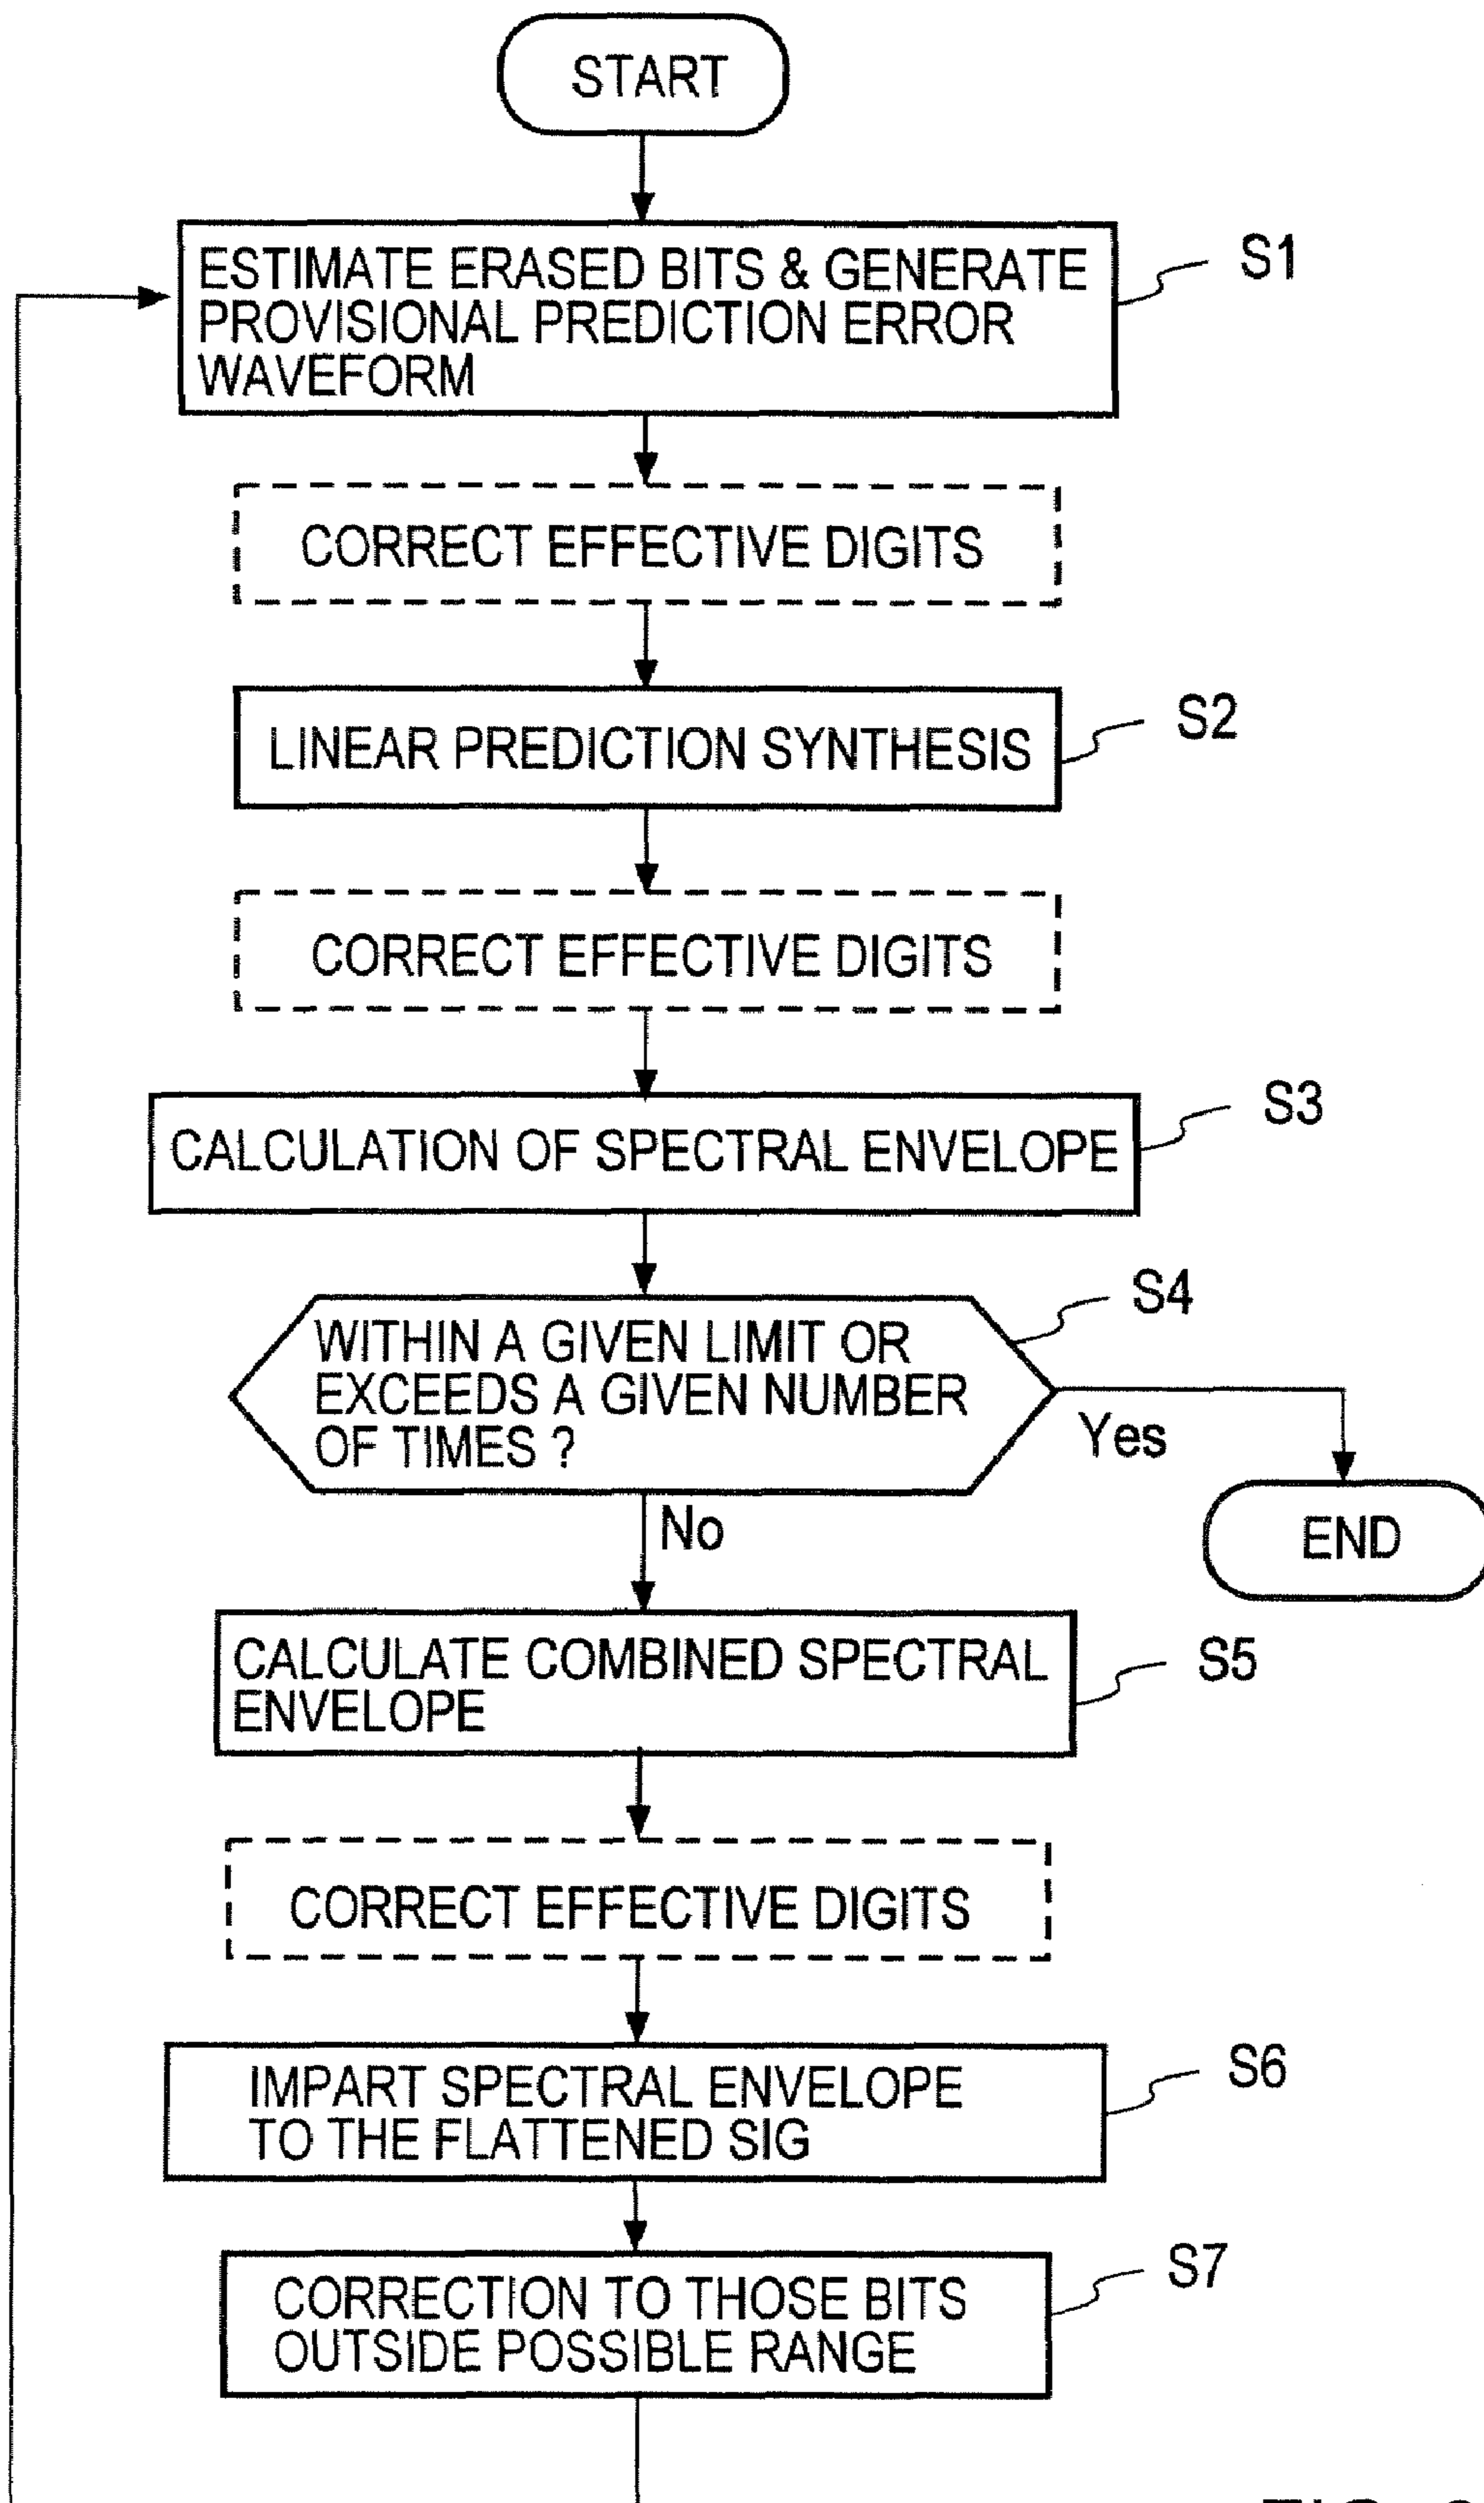 START
ESTIMATE ERASED BITS & GENERATE
PROVISIONAL PREDICTION ERROR
WAVEFORM
S1
CORRECT EFFECTIVE DIGITS
LINEAR PREDICTION SYNTHESIS
S2
CORRECT EFFECTIVE DIGITS
CALCULATION OF SPECTRAL ENVELOPE
S3
WITHIN A GIVEN LIMIT OR
EXCEEDS A GIVEN NUMBER
OF TIMES ?
S4
Yes
END
No
CALCULATE COMBINED SPECTRAL
ENVELOPE
S5
CORRECT EFFECTIVE DIGITS
IMPART SPECTRAL ENVELOPE
TO THE FLATTENED SIG
S6
CORRECTION TO THOSE BITS
OUTSIDE POSSIBLE RANGE
S7